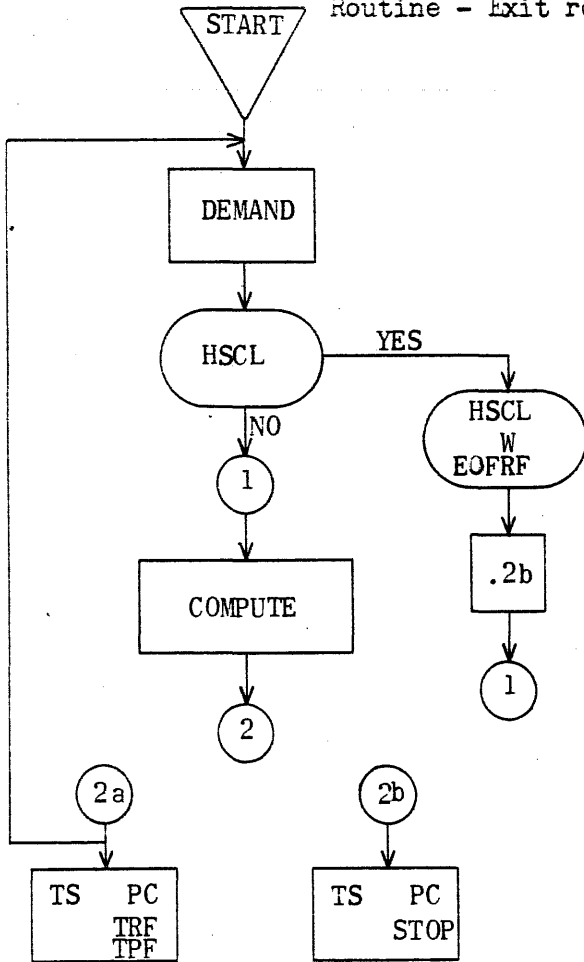 Routine - Exit
START
DEMAND
HSCL
YES
NO
HSCL
W
EOFRF
1
.2b
COMPUTE
1
2
2a
2b
TS PC
TRF
TPF
TS PC
STOP